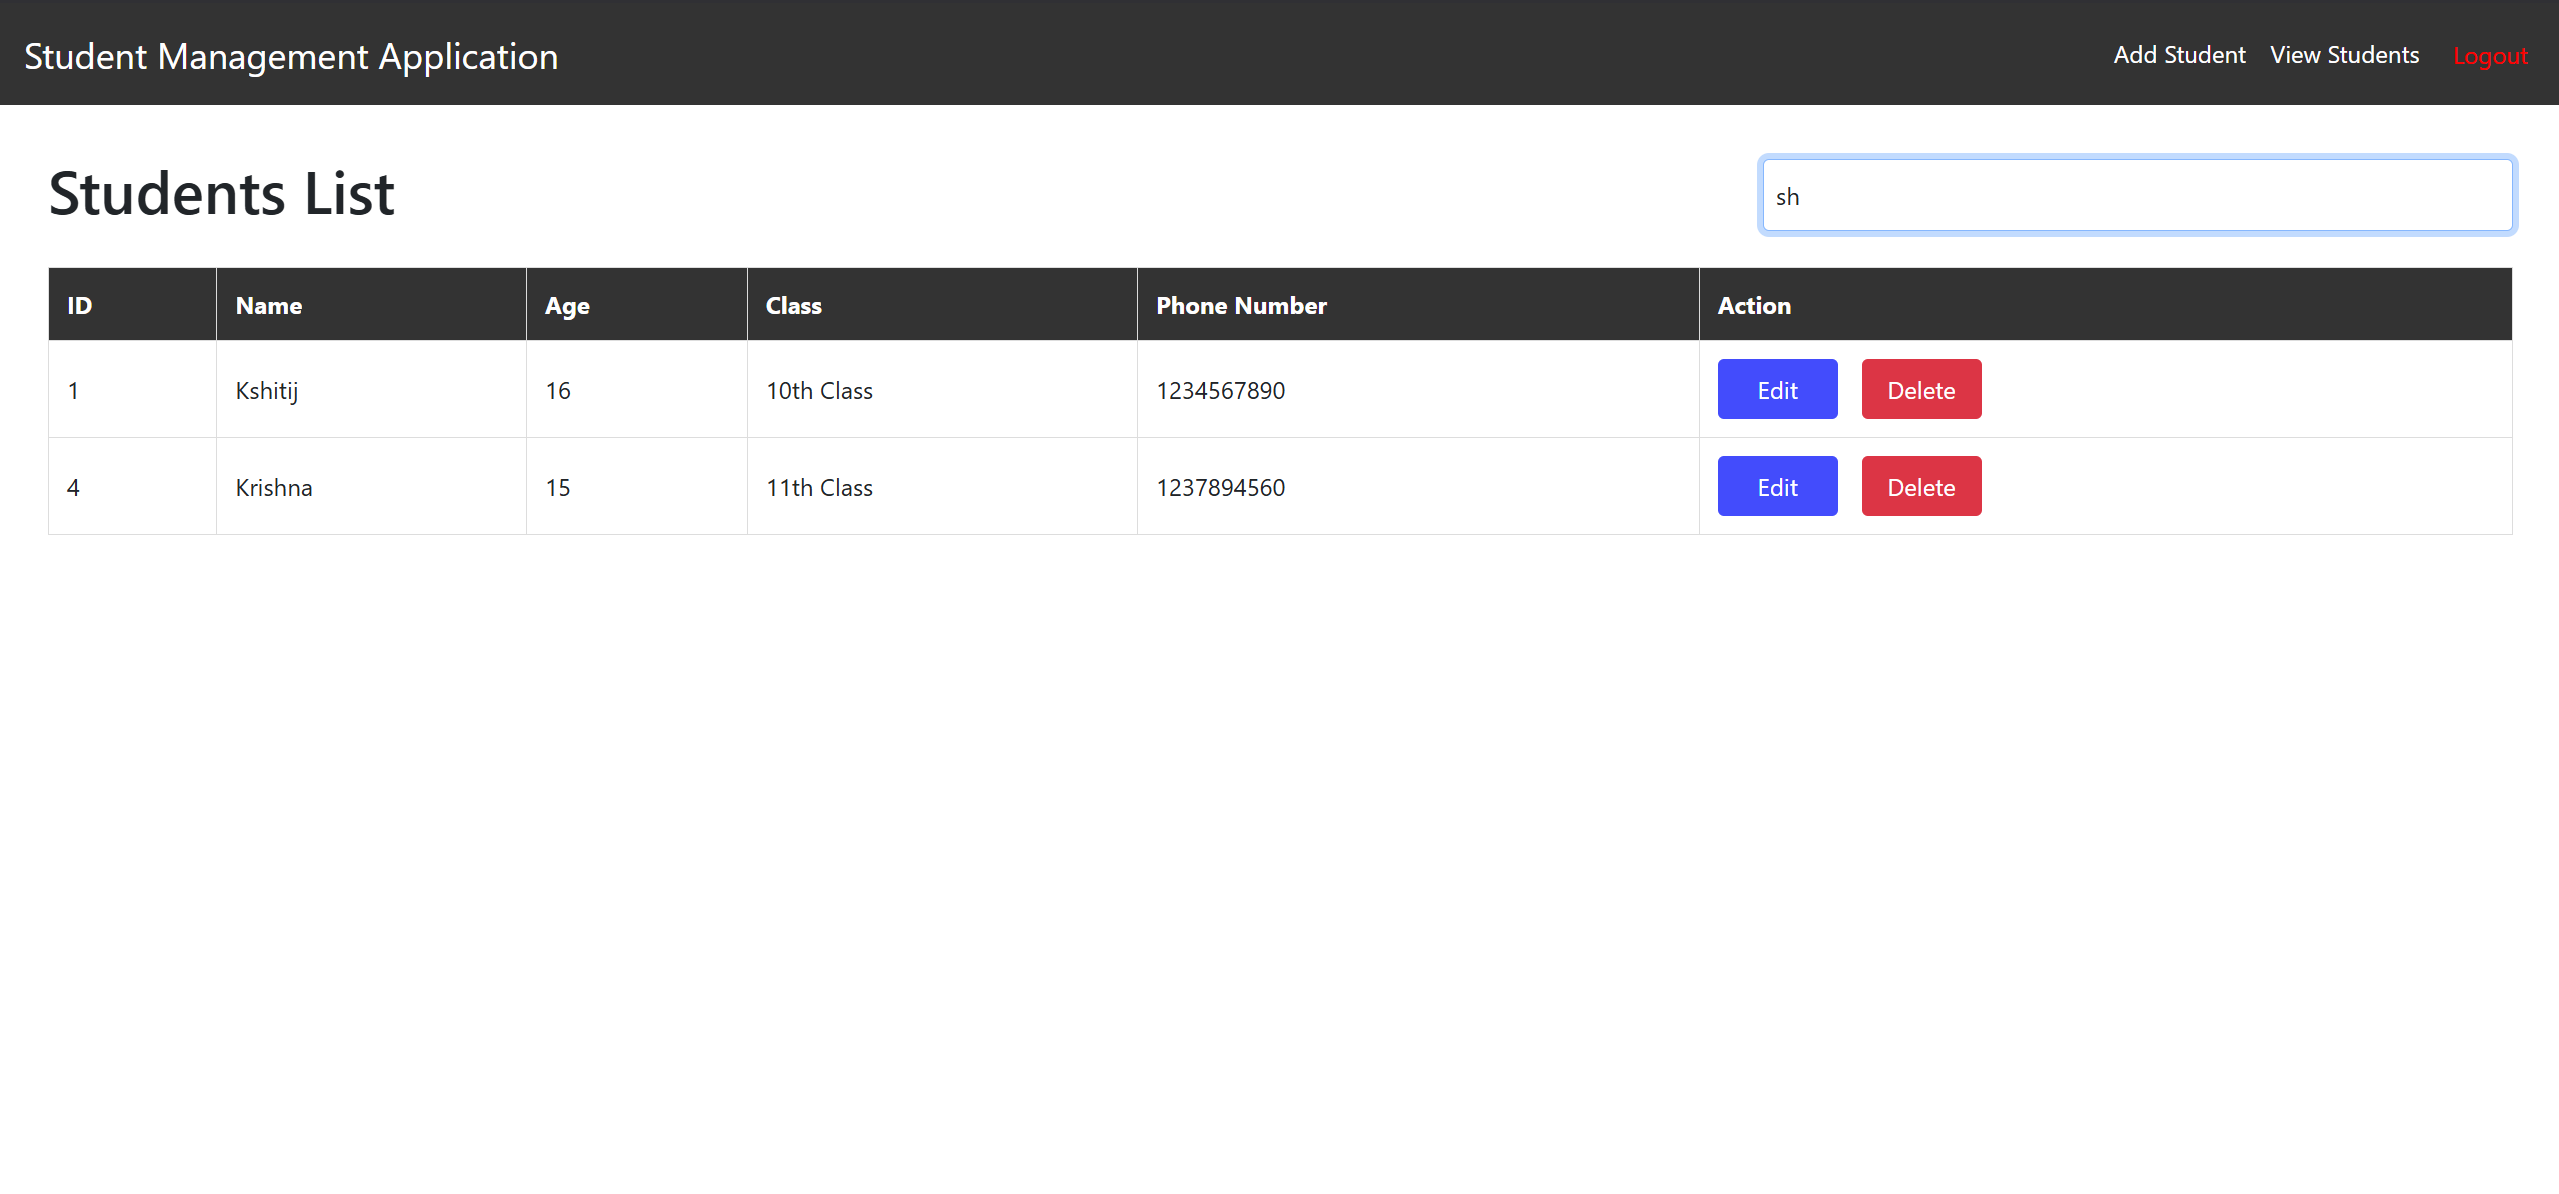 Student Management Application Add Student View Students Logout
Students List sh
ID Name Age Class Phone Number Action
1 Kshitij 16 10th Class 1234567890 Edit Delete
4 Krishna 15 11th Class 1237894560 Edit Delete